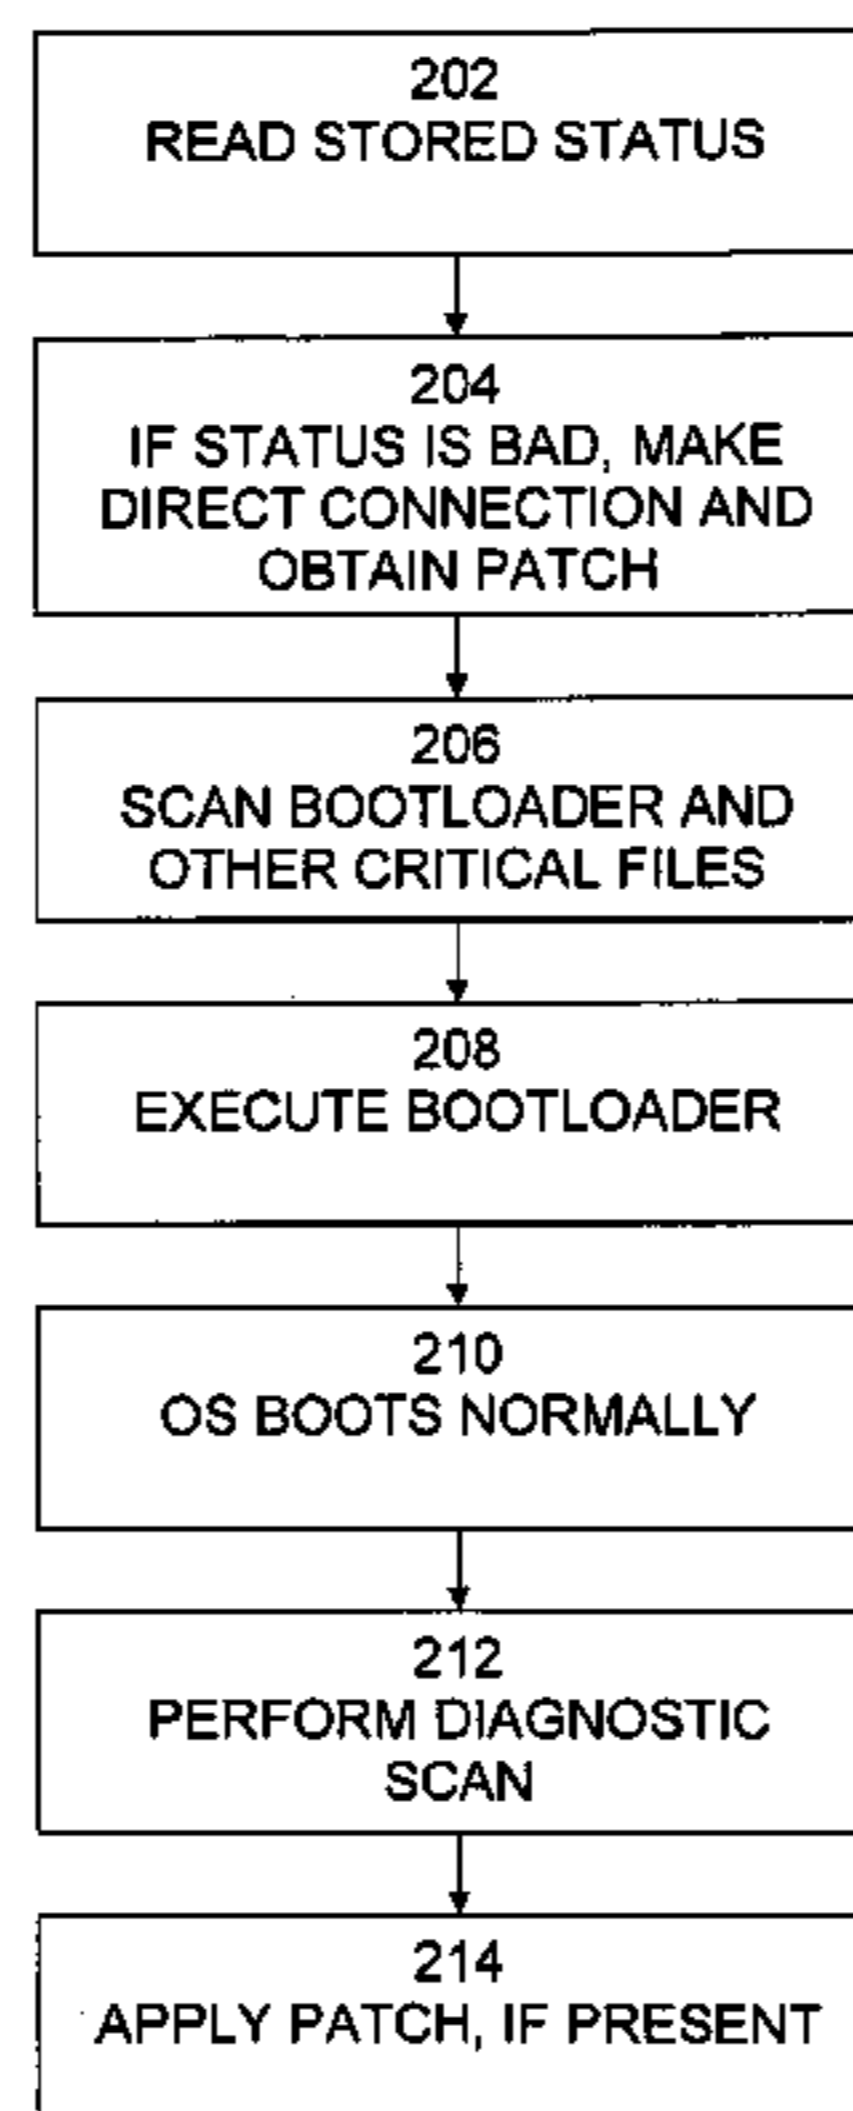 202
READ STORED STATUS
204
IF STATUS IS BAD, MAKE
DIRECT CONNECTION AND
OBTAIN PATCH
206
SCAN BOOTLOADER AND
OTHER CRITICAL FILES
208
EXECUTE BOOTLOADER
210
OS BOOTS NORMALLY
212
PERFORM DIAGNOSTIC
SCAN
214
APPLY PATCH, IF PRESENT